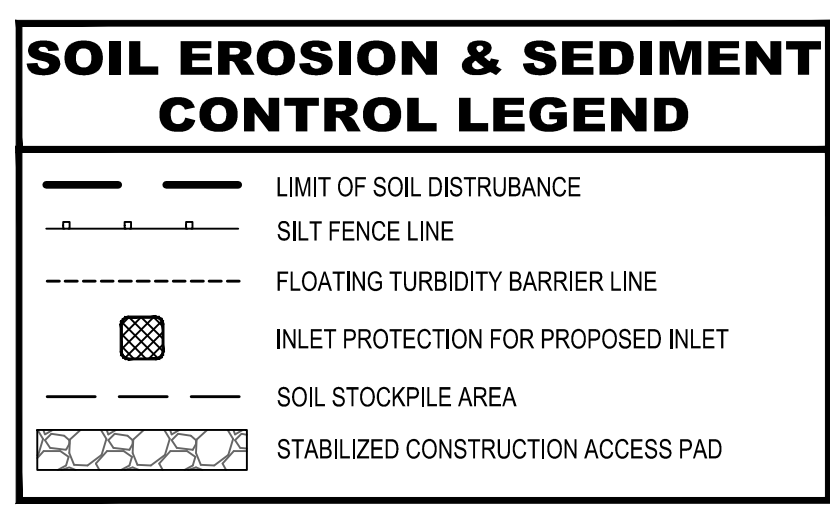 SOIL EROSION & SEDIMENT
CONTROL LEGEND
LIMIT OF SOIL DISTRUBANCE
SILT FENCE LINE
FLOATING TURBIDITY BARRIER LINE
INLET PROTECTION FOR PROPOSED INLET
SOIL STOCKPILE AREA
STABILIZED CONSTRUCTION ACCESS PAD